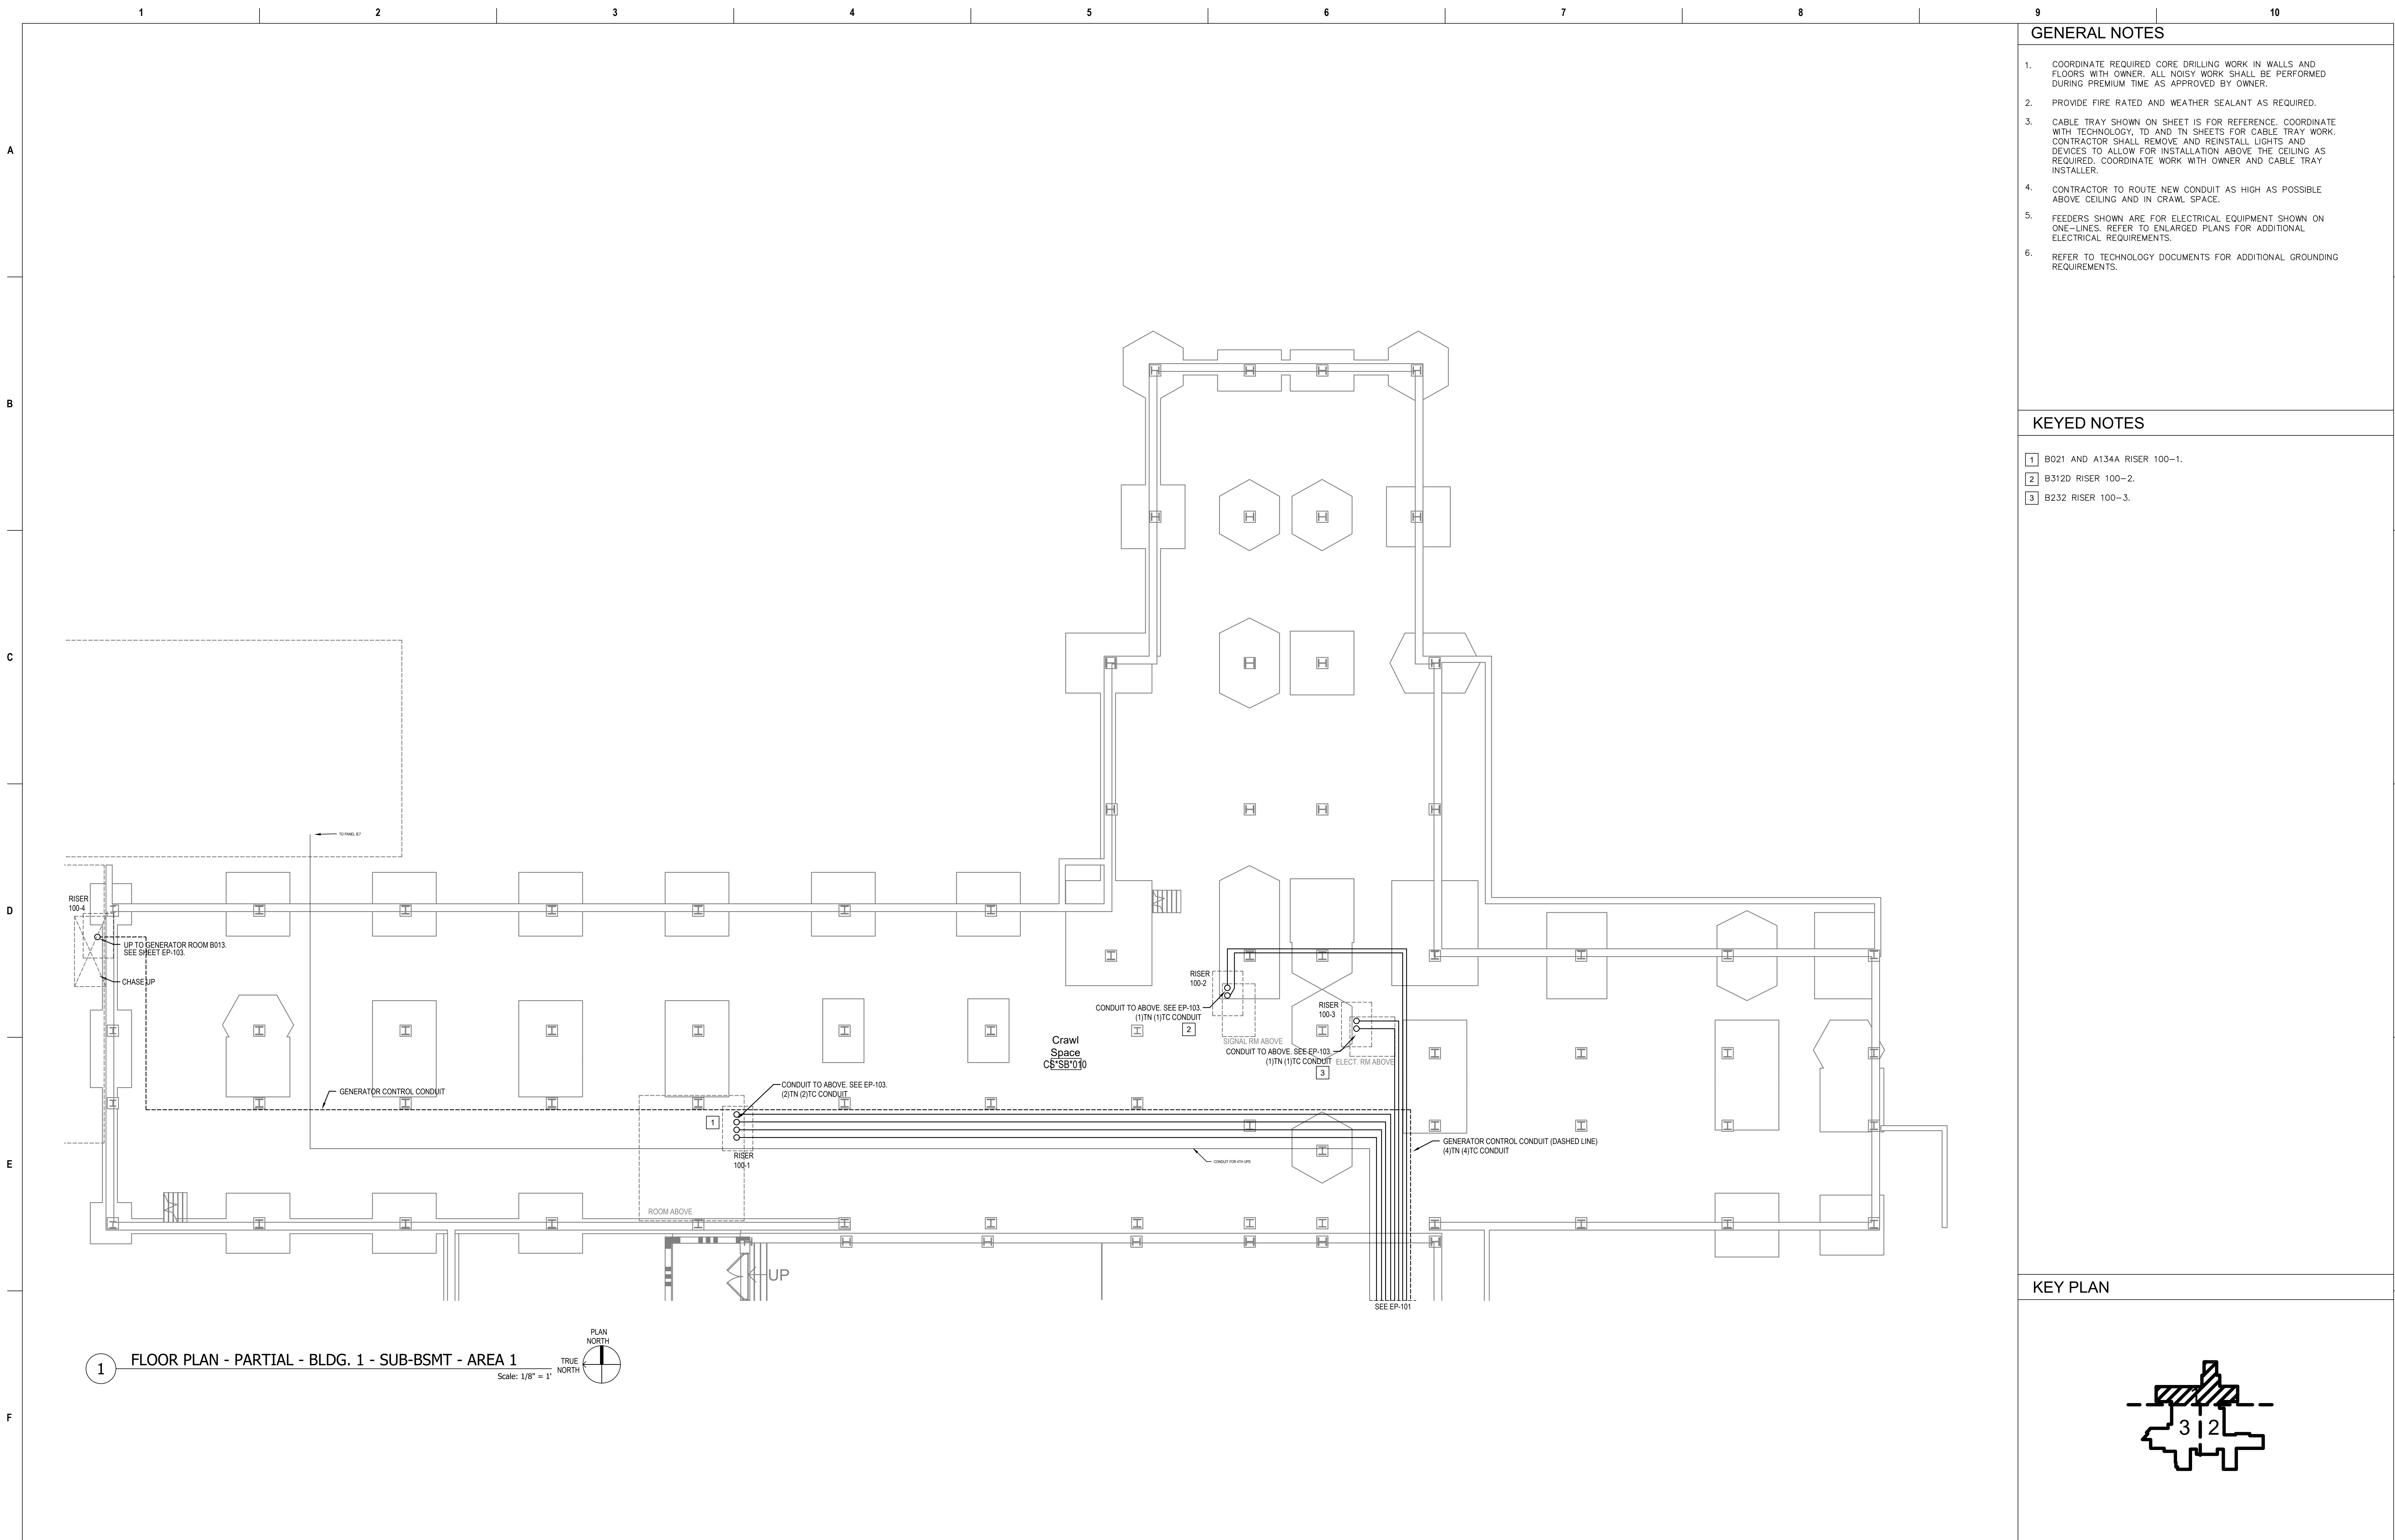 1 2 3 4 5 6 7 8 9 10
A
B
C
D
E
F
GENERAL NOTES
1. COORDINATE REQUIRED CORE DRILLING WORK IN WALLS AND
FLOORS WITH OWNER. ALL NOISY WORK SHALL BE PERFORMED
DURING PREMIUM TIME AS APPROVED BY OWNER.
2. PROVIDE FIRE RATED AND WEATHER SEALANT AS REQUIRED.
3. CABLE TRAY SHOWN ON SHEET IS FOR REFERENCE. COORDINATE
WITH TECHNOLOGY, TD AND TN SHEETS FOR CABLE TRAY WORK.
CONTRACTOR SHALL REMOVE AND REINSTALL LIGHTS AND
DEVICES TO ALLOW FOR INSTALLATION ABOVE THE CEILING AS
REQUIRED. COORDINATE WORK WITH OWNER AND CABLE TRAY
INSTALLER.
4. CONTRACTOR TO ROUTE NEW CONDUIT AS HIGH AS POSSIBLE
ABOVE CEILING AND IN CRAWL SPACE.
5. FEEDERS SHOWN ARE FOR ELECTRICAL EQUIPMENT SHOWN ON
ONE-LINES. REFER TO ENLARGED PLANS FOR ADDITIONAL
ELECTRICAL REQUIREMENTS.
6. REFER TO TECHNOLOGY DOCUMENTS FOR ADDITIONAL GROUNDING
REQUIREMENTS.
KEYED NOTES
1 B021 AND A134A RISER 100-1.
2 B312D RISER 100-2.
3 B232 RISER 100-3.
KEY PLAN
3 2
TO PANEL IE7
RISER
100-4
UP TO GENERATOR ROOM B013.
SEE SHEET EP-103.
CHASE UP
GENERATOR CONTROL CONDUIT
CONDUIT TO ABOVE. SEE EP-103.
(2)TN (2)TC CONDUIT
1
RISER
100-1
ROOM ABOVE
UP
Crawl
Space
CS*SB*010
RISER
100-2
CONDUIT TO ABOVE. SEE EP-103.
(1)TN (1)TC CONDUIT
2
SIGNAL RM ABOVE
RISER
100-3
CONDUIT TO ABOVE. SEE EP-103.
(1)TN (1)TC CONDUIT
ELECT. RM ABOVE
3
GENERATOR CONTROL CONDUIT (DASHED LINE)
(4)TN (4)TC CONDUIT
CONDUIT FOR 4TH UPS
SEE EP-101
1
FLOOR PLAN - PARTIAL - BLDG. 1 - SUB-BSMT - AREA 1
Scale: 1/8" = 1'
PLAN
NORTH
TRUE
NORTH